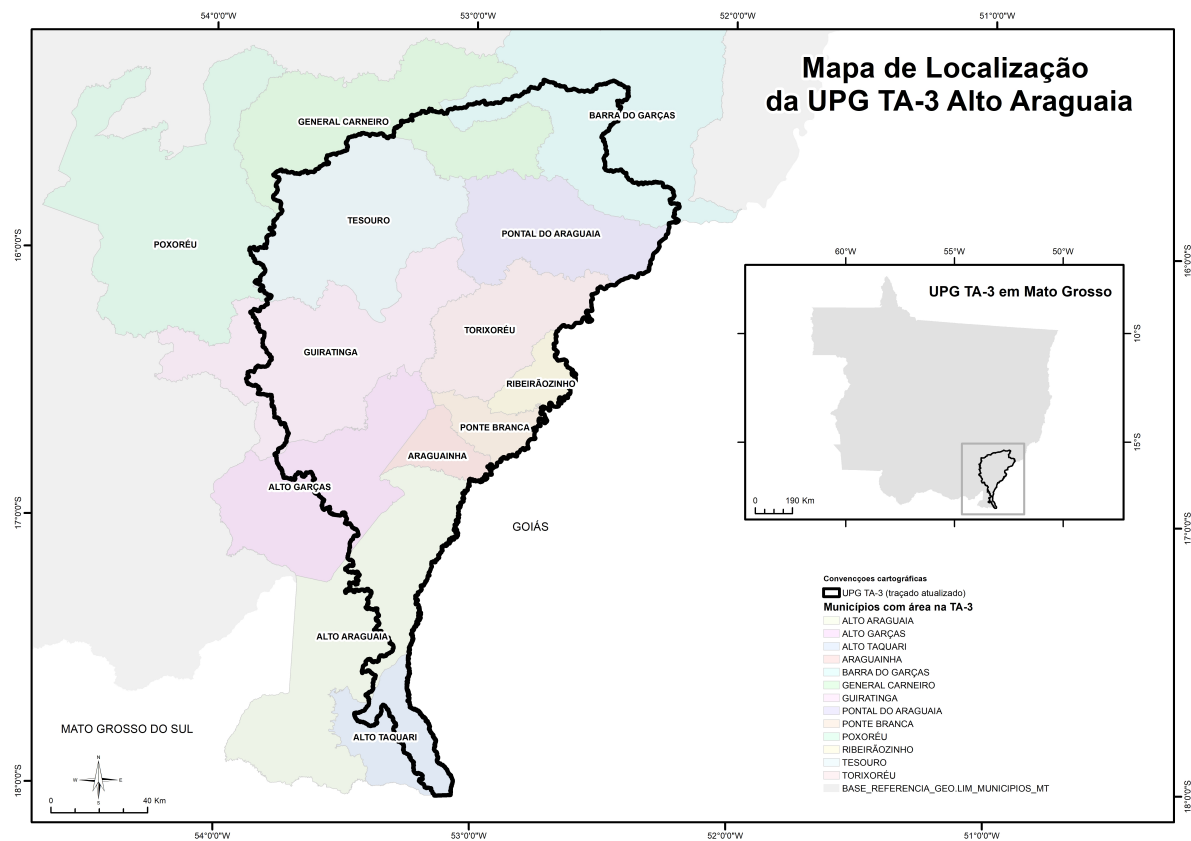 54°0'0"W 53°0'0"W 52°0'0"W 51°0'0"W
Mapa de Localização
da UPG TA-3 Alto Araguaia
GENERAL CARNEIRO
BARRA DO GARÇAS
TESOURO
PONTAL DO ARAGUAIA
POXORÉU
16°0'0"S
16°0'0"S
60°W 55°W 50°W
UPG TA-3 em Mato Grosso
10°S
15°S
0 190 Km
TORIXORÉU
GUIRATINGA
RIBEIRÃOZINHO
PONTE BRANCA
ARAGUAINHA
ALTO GARÇAS
17°0'0"S
17°0'0"S
GOIÁS
ALTO ARAGUAIA
ALTO TAQUARI
MATO GROSSO DO SUL
N
W E
S
0 40 Km
18°0'0"S
18°0'0"S
Convencçoes cartográficas
UPG TA-3 (traçado atualizado)
Municípios com área na TA-3
ALTO ARAGUAIA
ALTO GARÇAS
ALTO TAQUARI
ARAGUAINHA
BARRA DO GARÇAS
GENERAL CARNEIRO
GUIRATINGA
PONTAL DO ARAGUAIA
PONTE BRANCA
POXORÉU
RIBEIRÃOZINHO
TESOURO
TORIXORÉU
BASE_REFERENCIA_GEO.LIM_MUNICIPIOS_MT
54°0'0"W 53°0'0"W 52°0'0"W 51°0'0"W